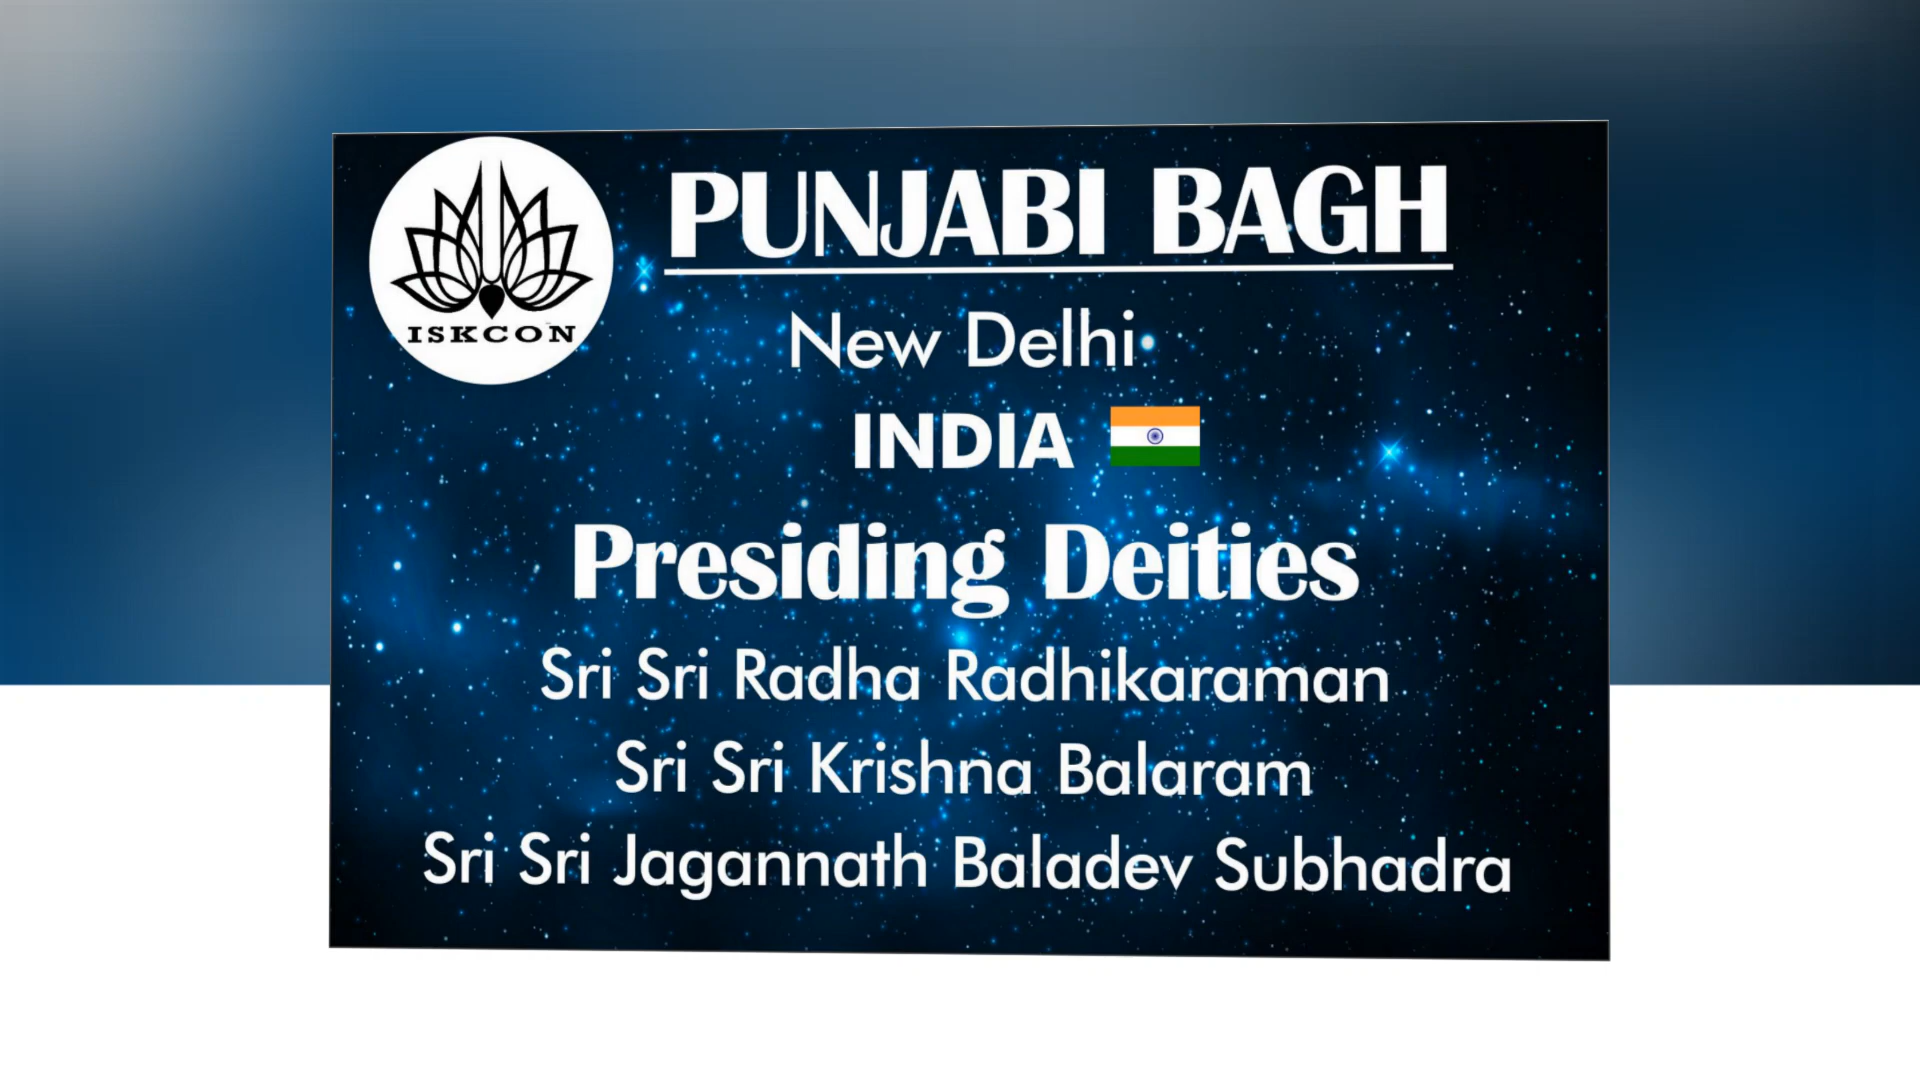 ISKCON
PUNJABI BAGH
New Delhi
INDIA
Presiding Deities
Sri Sri Radha Radhikaraman
Sri Sri Krishna Balaram
Sri Sri Jagannath Baladev Subhadra